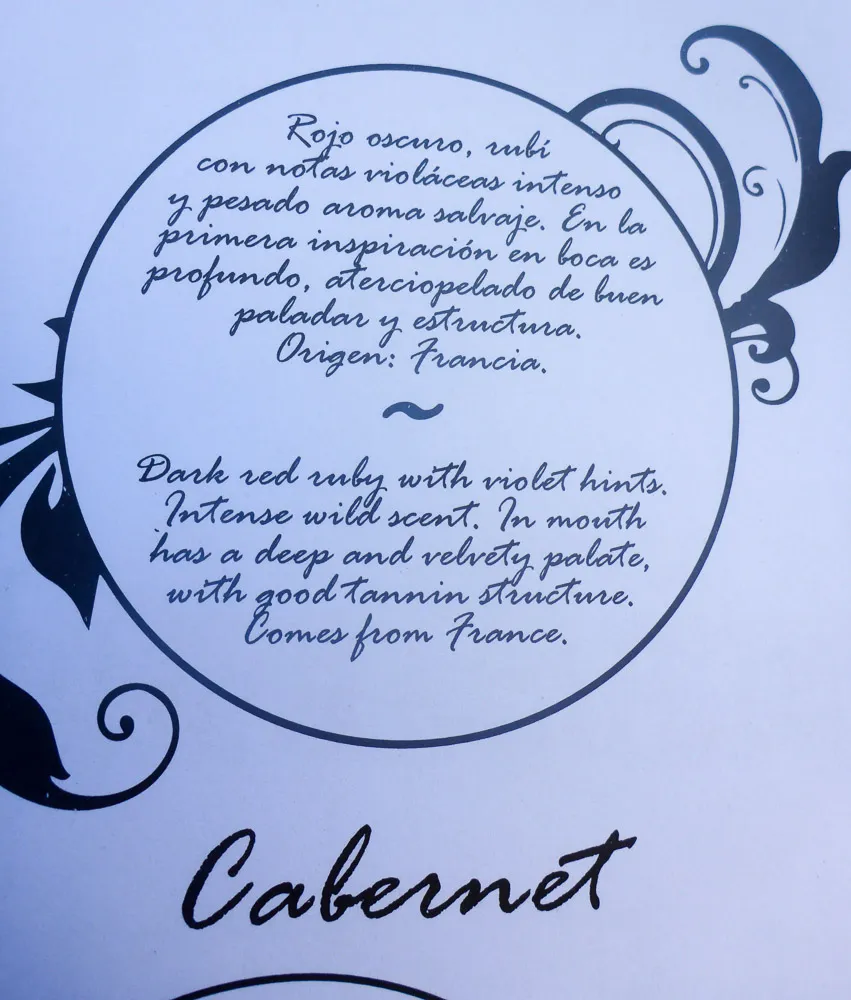 Rojo oscuro, rubí
con notas violáceas intenso
y pesado aroma salvaje. En la
primera inspiración en boca es
profundo, aterciopelado de buen
paladar y estructura.
Origen: Francia.
~
Dark red ruby with violet hints.
Intense wild scent. In mouth
has a deep and velvety palate,
with good tannin structure.
Comes from France.
Cabernet